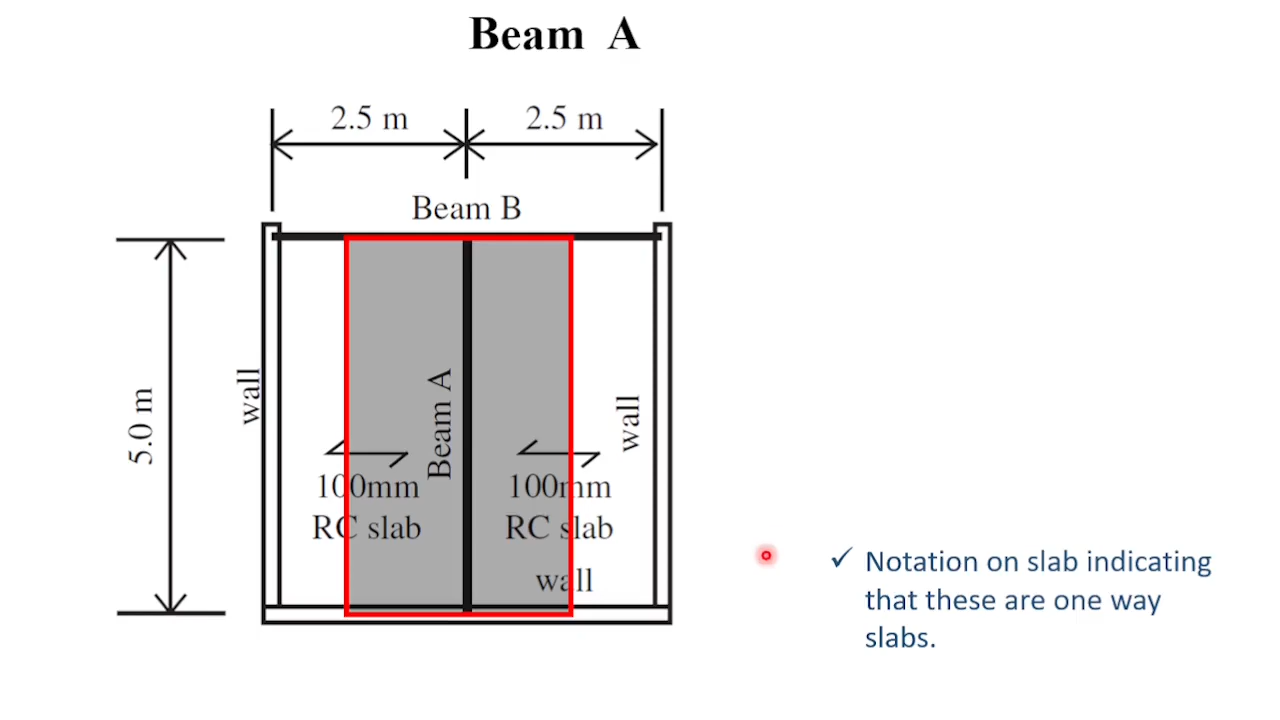 Beam A
2.5 m 2.5 m
Beam B
wall
5.0 m
Beam A
wall
100mm 100mm
RC slab RC slab
wall
✓ Notation on slab indicating
that these are one way
slabs.